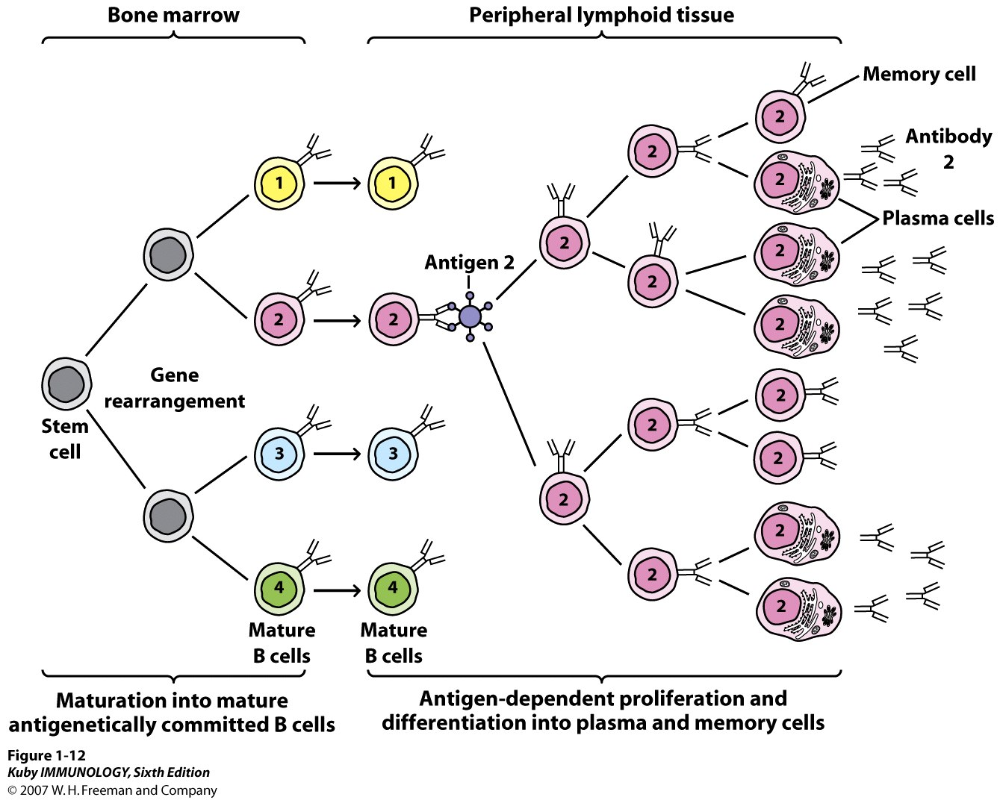 Bone marrow
Peripheral lymphoid tissue
Memory cell
2
Antibody
2
2
2
1
1
Plasma cells
2
2
Antigen 2
2
2
2
2
2
Gene
rearrangement
Stem
cell
2
2
2
3
3
2
2
2
4
4
2
Mature
B cells
Mature
B cells
Maturation into mature
antigenetically committed B cells
Antigen-dependent proliferation and
differentiation into plasma and memory cells
Figure 1-12
Kuby IMMUNOLOGY, Sixth Edition
© 2007 W. H. Freeman and Company